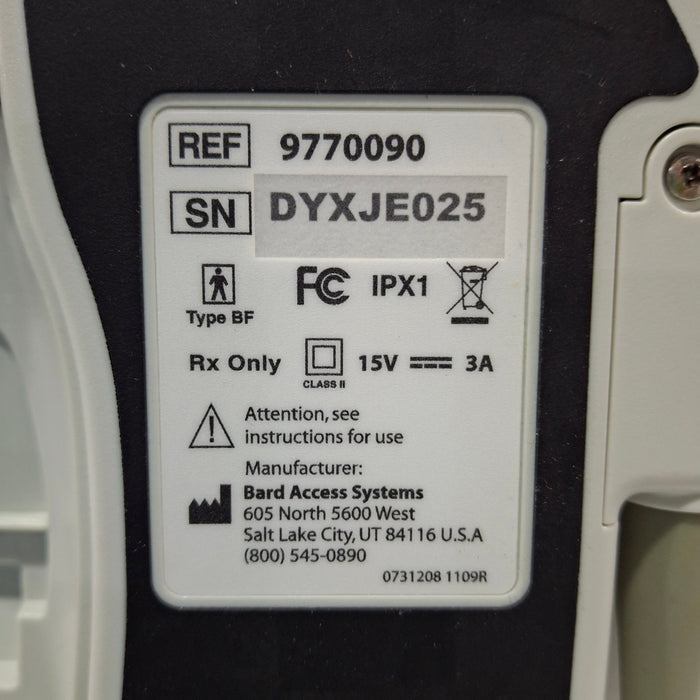 REF 9770090
SN DYXJE025
Type BF
FC IPX1
Rx Only CLASS II 15V 3A
Attention, see
instructions for use
Manufacturer:
Bard Access Systems
605 North 5600 West
Salt Lake City, UT 84116 U.S.A
(800) 545-0890
0731208 1109R